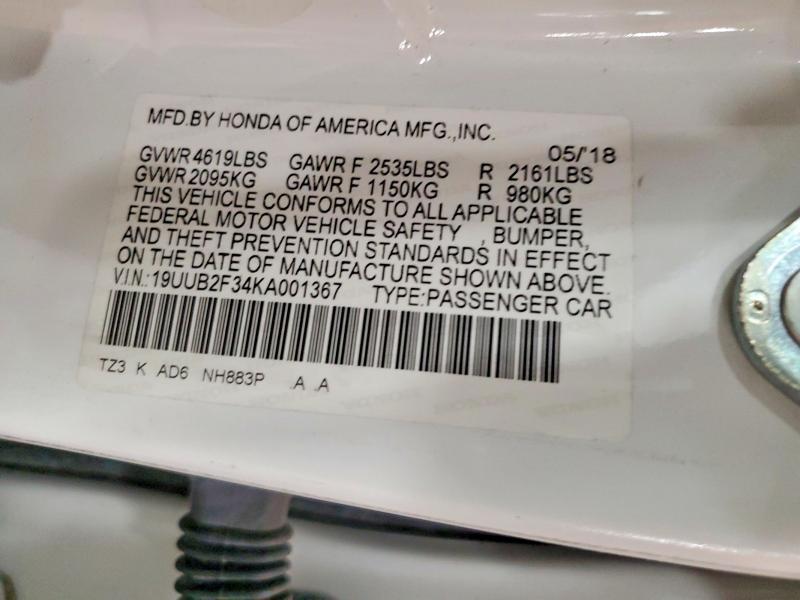 MFD.BY HONDA OF AMERICA MFG.,INC.
05/'18
GVWR 4619LBS GAWR F 2535LBS R 2161LBS
GVWR 2095KG GAWR F 1150KG R 980KG
THIS VEHICLE CONFORMS TO ALL APPLICABLE
FEDERAL MOTOR VEHICLE SAFETY , BUMPER,
AND THEFT PREVENTION STANDARDS IN EFFECT
ON THE DATE OF MANUFACTURE SHOWN ABOVE.
V.I.N.:19UUB2F34KA001367 TYPE:PASSENGER CAR
TZ3 K AD6 NH883P .A .A